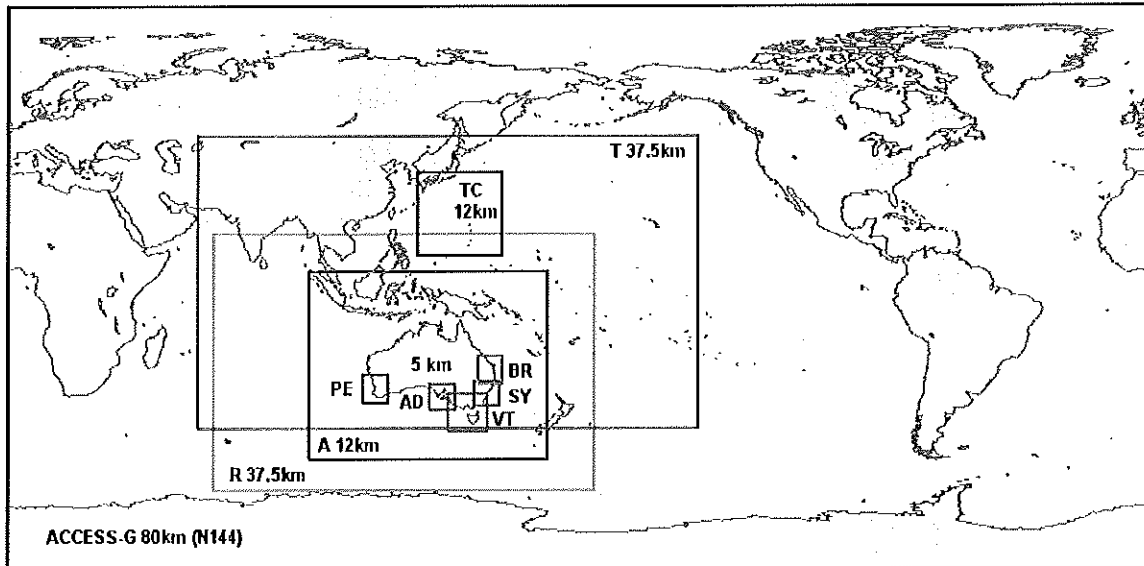 T 37.5km
TC
12km
5 km
BR
PE
AD
SY
VT
A 12km
R 37.5km
ACCESS-G 80km (N144)